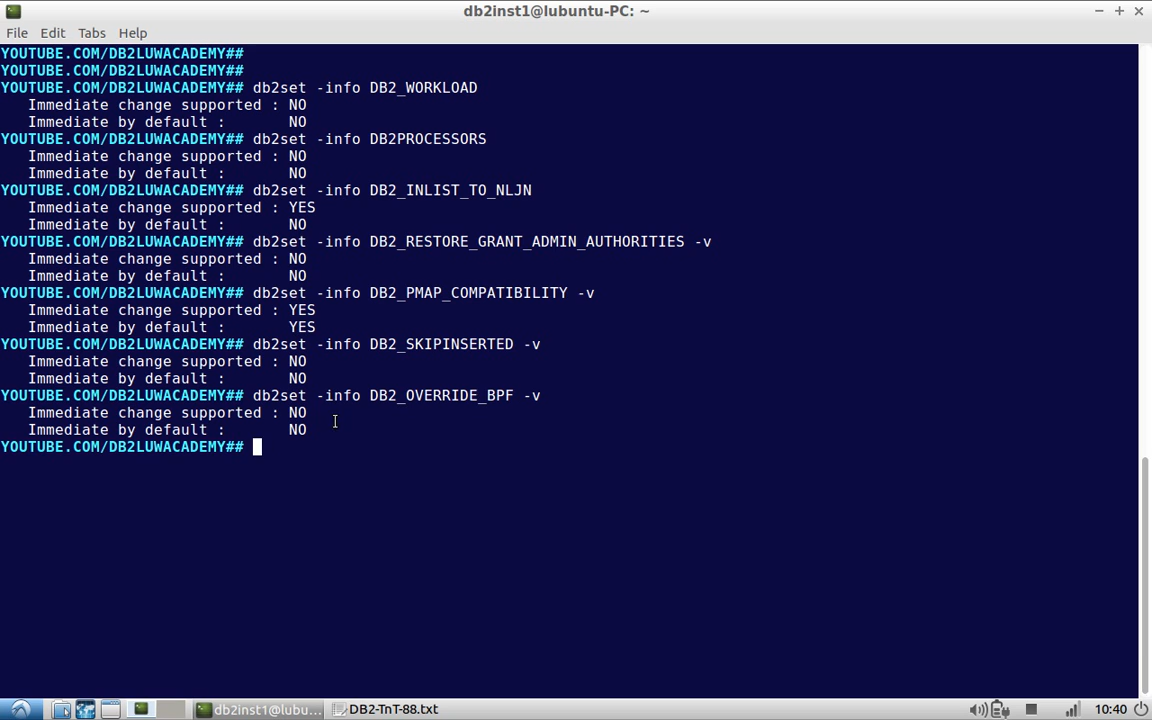 db2inst1@lubuntu-PC: ~
File Edit Tabs Help
YOUTUBE.COM/DB2LUWACADEMY##
YOUTUBE.COM/DB2LUWACADEMY##
YOUTUBE.COM/DB2LUWACADEMY## db2set -info DB2_WORKLOAD
Immediate change supported : NO
Immediate by default : NO
YOUTUBE.COM/DB2LUWACADEMY## db2set -info DB2PROCESSORS
Immediate change supported : NO
Immediate by default : NO
YOUTUBE.COM/DB2LUWACADEMY## db2set -info DB2_INLIST_TO_NLJN
Immediate change supported : YES
Immediate by default : NO
YOUTUBE.COM/DB2LUWACADEMY## db2set -info DB2_RESTORE_GRANT_ADMIN_AUTHORITIES -v
Immediate change supported : NO
Immediate by default : NO
YOUTUBE.COM/DB2LUWACADEMY## db2set -info DB2_PMAP_COMPATIBILITY -v
Immediate change supported : YES
Immediate by default : YES
YOUTUBE.COM/DB2LUWACADEMY## db2set -info DB2_SKIPINSERTED -v
Immediate change supported : NO
Immediate by default : NO
YOUTUBE.COM/DB2LUWACADEMY## db2set -info DB2_OVERRIDE_BPF -v
Immediate change supported : NO
Immediate by default : NO
YOUTUBE.COM/DB2LUWACADEMY##
db2inst1@lubu... DB2-TnT-88.txt 10:40